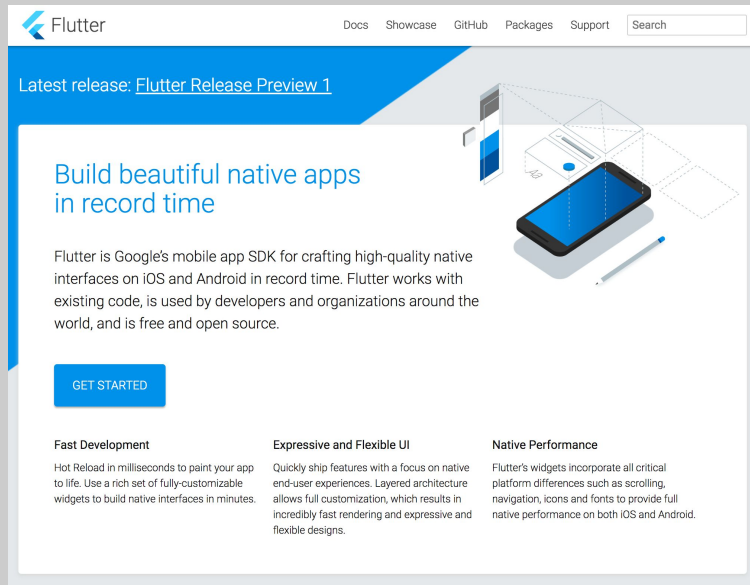 Flutter
Docs Showcase GitHub Packages Support Search
Latest release: Flutter Release Preview 1
Build beautiful native apps
in record time
Flutter is Google's mobile app SDK for crafting high-quality native
interfaces on iOS and Android in record time. Flutter works with
existing code, is used by developers and organizations around the
world, and is free and open source.
GET STARTED
Fast Development
Hot Reload in milliseconds to paint your app
to life. Use a rich set of fully-customizable
widgets to build native interfaces in minutes.
Expressive and Flexible UI
Quickly ship features with a focus on native
end-user experiences. Layered architecture
allows full customization, which results in
incredibly fast rendering and expressive and
flexible designs.
Native Performance
Flutter's widgets incorporate all critical
platform differences such as scrolling,
navigation, icons and fonts to provide full
native performance on both iOS and Android.
Aa